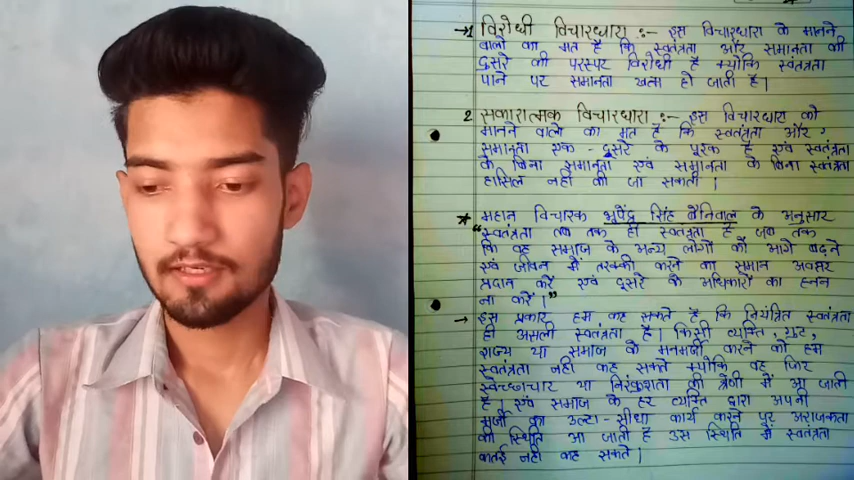 →1 विरोधी विचारधारा :— इस विचारधारा के मानने
वालो का मत है कि स्वतंत्रता और समानता की
दुसरे की परस्पर विरोधी है क्योकि स्वतंत्रता
पाने पर समानता खत्म हो जाती है।
2 सकारात्मक विचारधारा :— इस विचारधारा को
मानने वालो का मत है कि स्वतंत्रता और
समानता एक - दुसरे के पूरक है एवं स्वतंत्रता
के बिना समानता एवं समानता के बिना स्वतंत्रता
हासिल नही की जा सकती।
* महान विचारक भूपेंद्र सिंह बेनिवाल के अनुसार
"स्वतंत्रता तब तक ही स्वतंत्रता है जब तक
कि वह समाज के अन्य लोगों को आगे बढ़ने
एवं जीवन में तरक्की करने का समान अवसर
प्रदान करें एवं दूसरे के अधिकारों का हनन
ना करें।"
→ इस प्रकार हम कह सकते है कि नियंत्रित स्वतंत्रता
ही असली स्वतंत्रता है। किसी व्यक्ति, गुट,
राज्य या समाज के मनमर्जी करने को हम
स्वतंत्रता नही कह सकते क्योकि वह फिर
स्वेच्छाचार या निरंकुशता की श्रेणी में आ जाती
है। एवं समाज के हर व्यक्ति द्वारा अपनी
मर्जी का उल्टा - सीधा कार्य करने पर अराजकता
की स्थिति आ जाती है उस स्थिति में स्वतंत्रता
कतई नही कह सकते।